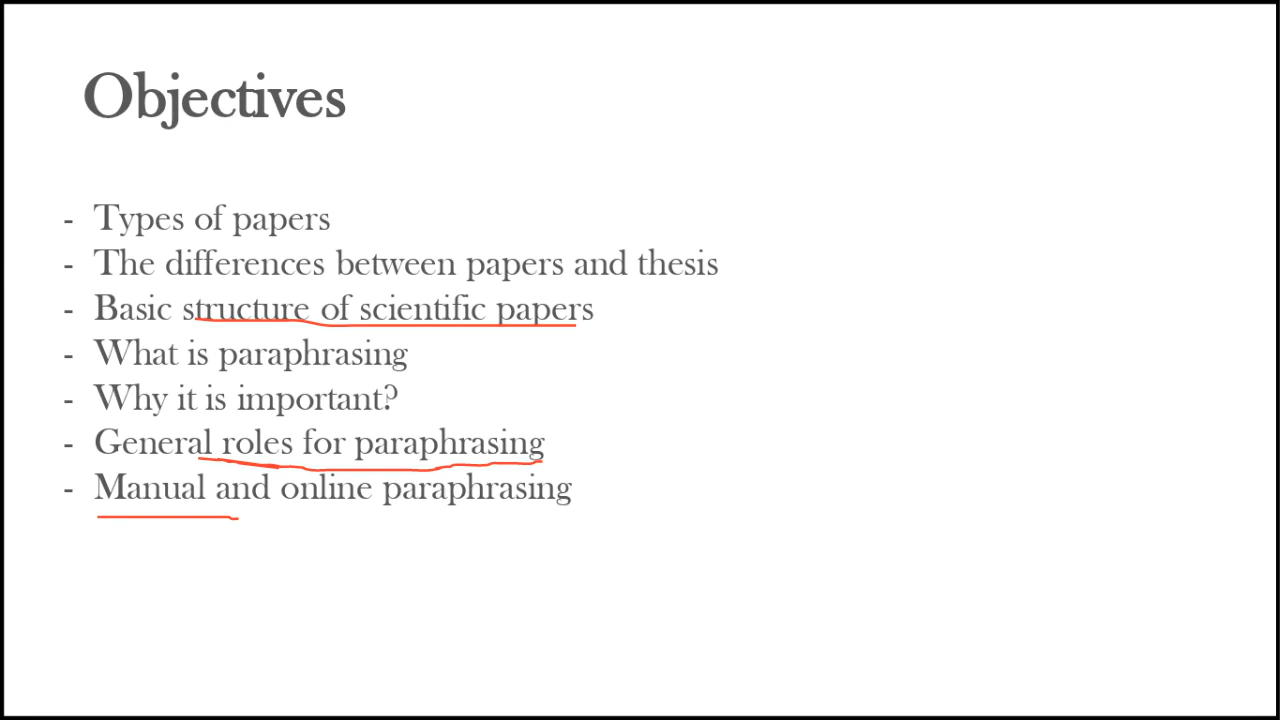 Objectives
- Types of papers
- The differences between papers and thesis
- Basic structure of scientific papers
- What is paraphrasing
- Why it is important?
- General roles for paraphrasing
- Manual and online paraphrasing